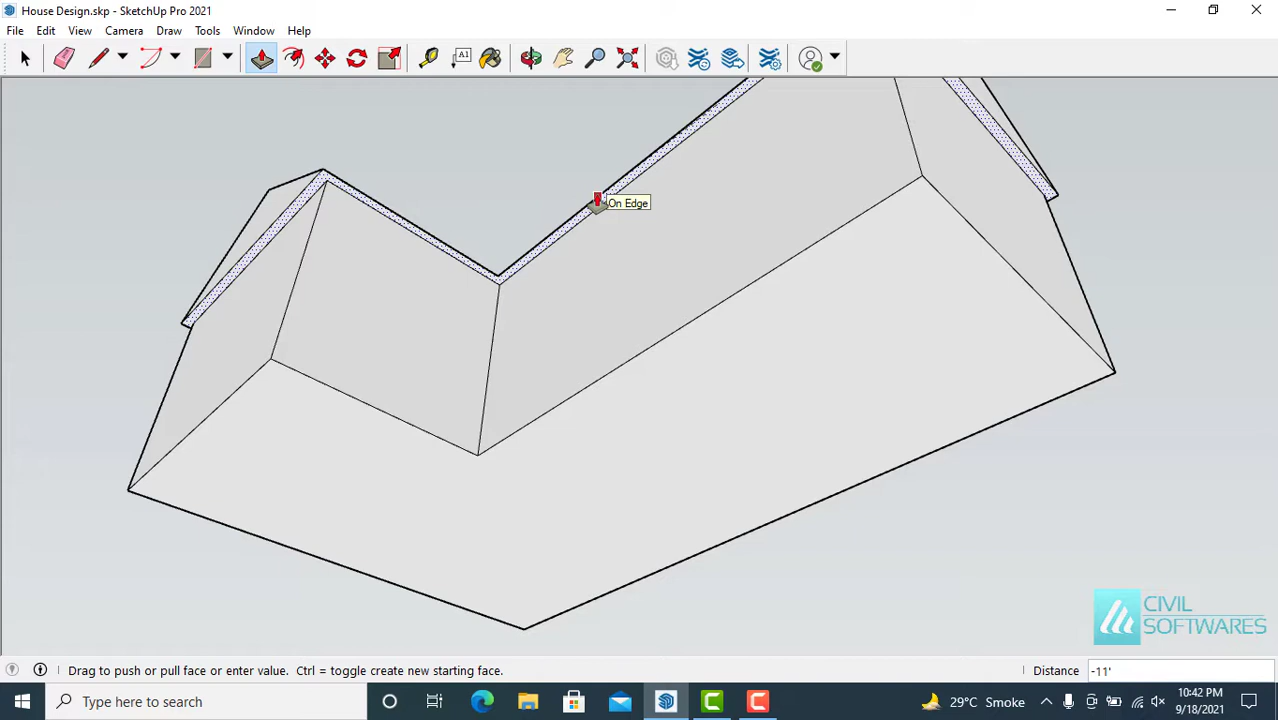 House Design.skp - SketchUp Pro 2021
File Edit View Camera Draw Tools Window Help
A1
On Edge
CIVIL
SOFTWARES
Drag to push or pull face or enter value. Ctrl = toggle create new starting face.
Distance -11'
Type here to search
29°C Smoke
10:42 PM
9/18/2021